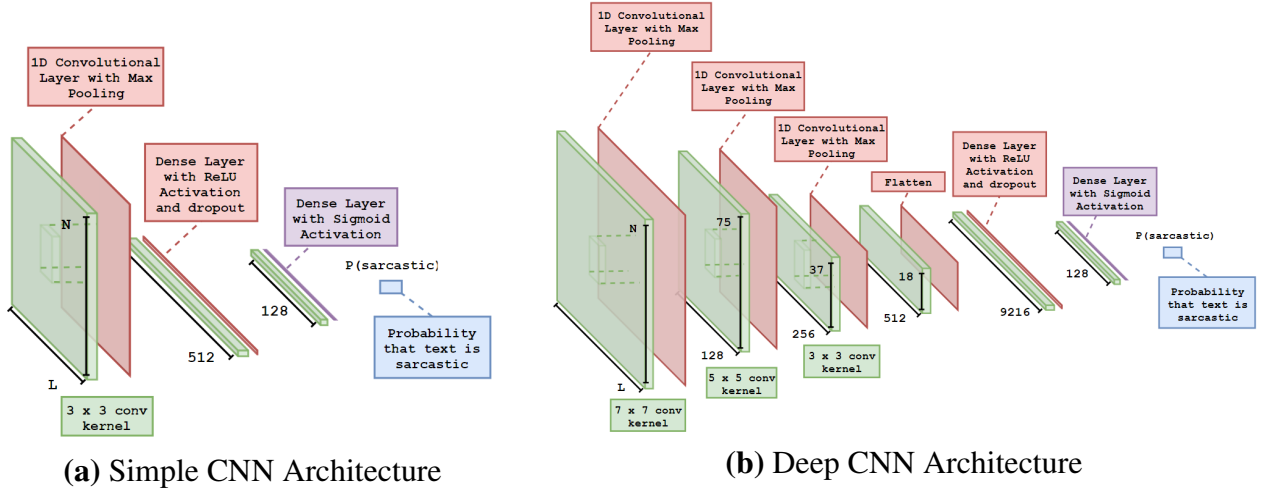 1D Convolutional
Layer with Max
Pooling
Dense Layer
with ReLU
Activation
and dropout
Dense Layer
with Sigmoid
Activation
P(sarcastic)
N
L
512
128
Probability
that text is
sarcastic
3 x 3 conv
kernel
(a) Simple CNN Architecture
1D Convolutional
Layer with Max
Pooling
1D Convolutional
Layer with Max
Pooling
1D Convolutional
Layer with Max
Pooling
Flatten
Dense Layer
with ReLU
Activation
and dropout
Dense Layer
with Sigmoid
Activation
P(sarcastic)
N
75
37
18
L
128
256
512
9216
128
Probability
that text is
sarcastic
7 x 7 conv
kernel
5 x 5 conv
kernel
3 x 3 conv
kernel
(b) Deep CNN Architecture